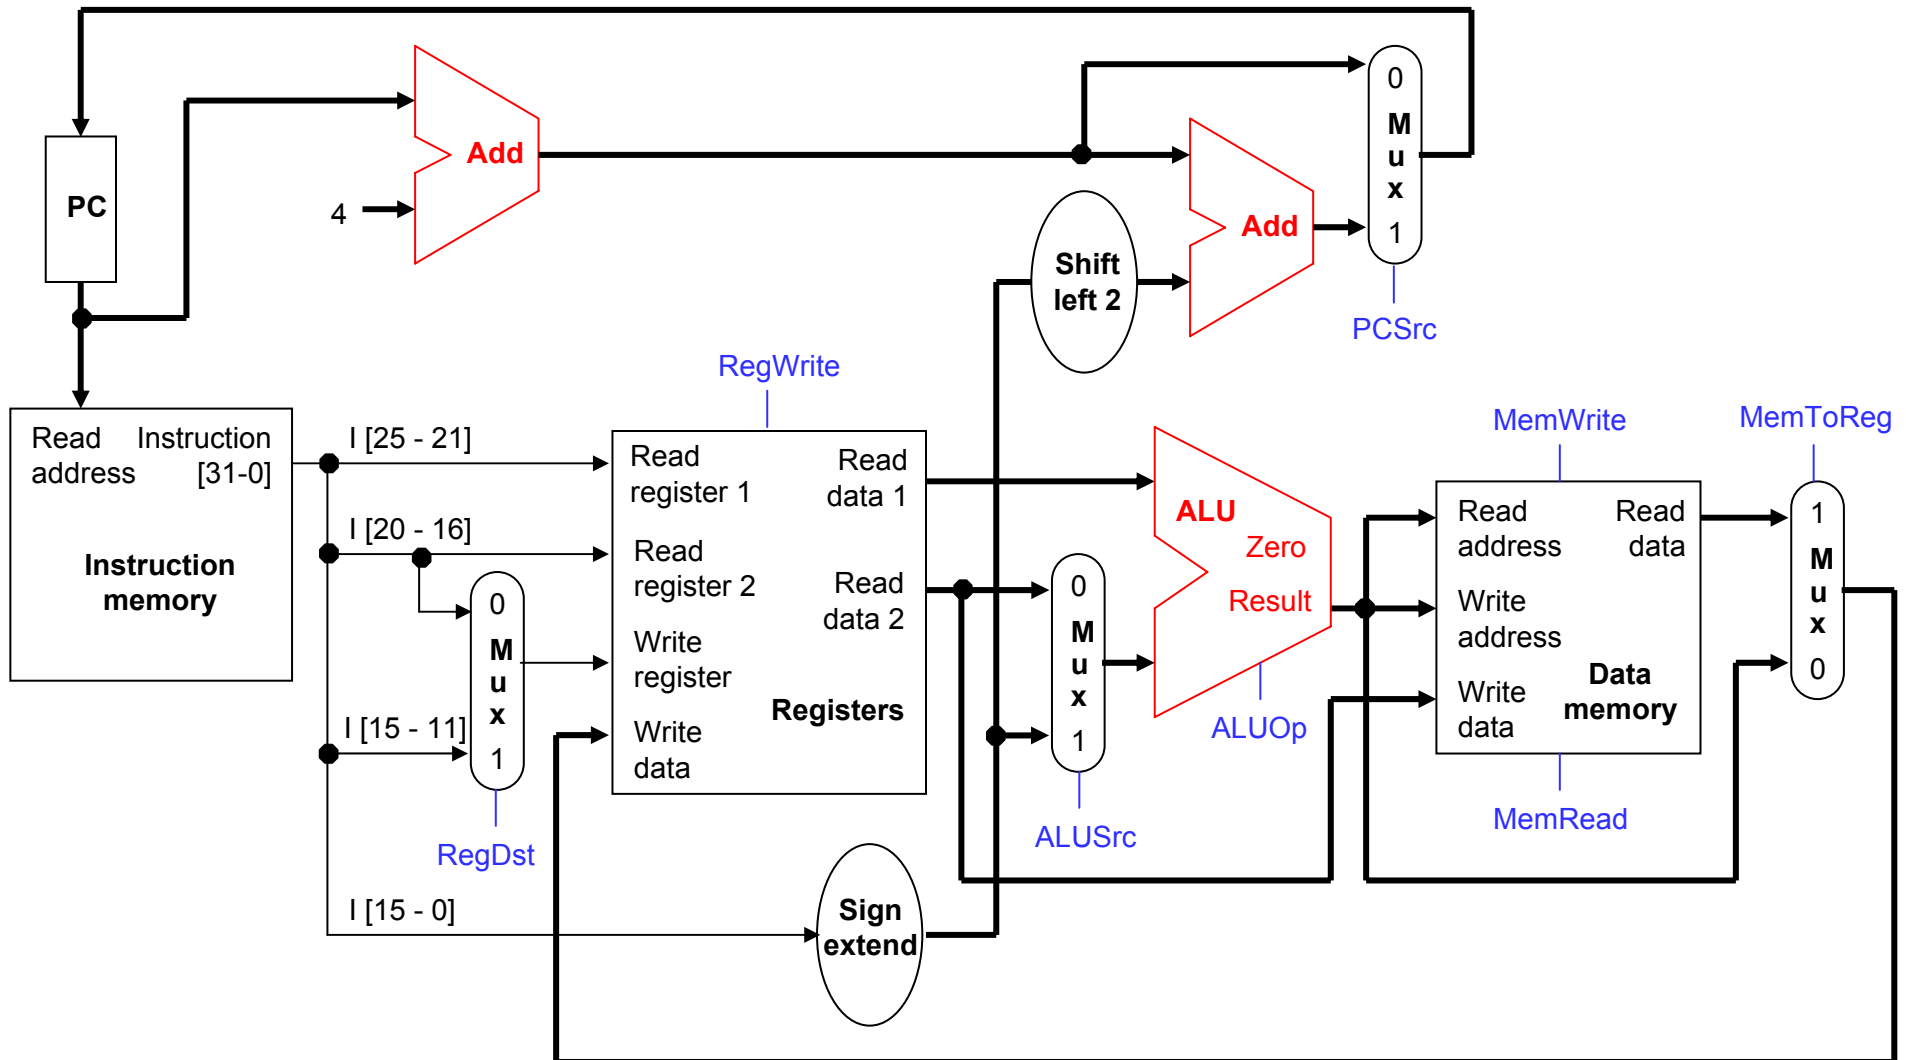 0
M
u
x
1
Add
Add
PC
4
Shift
left 2
PCSrc
RegWrite
MemWrite
MemToReg
Read
address
Instruction
[31-0]
Instruction
memory
I [25 - 21]
I [20 - 16]
I [15 - 11]
I [15 - 0]
0
M
u
x
1
RegDst
Read
register 1
Read
data 1
Read
register 2
Read
data 2
Write
register
Write
data
Registers
Sign
extend
0
M
u
x
1
ALUSrc
ALU
Zero
Result
ALUOp
Read
address
Read
data
Write
address
Write
data
Data
memory
MemRead
1
M
u
x
0